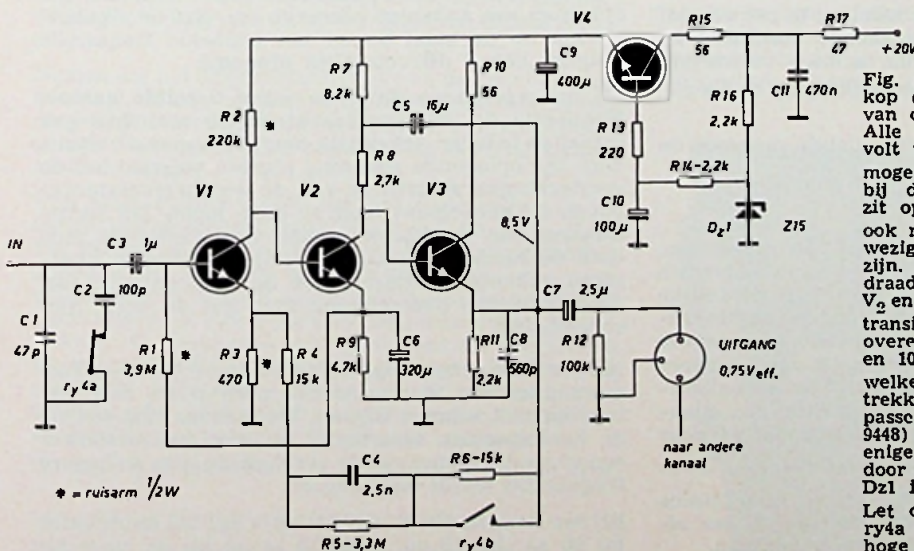 V4
R15
56
R17
47
+20V
C9
400μ
R7
8,2k
R10
56
C11
470n
R16
2,2k
R2 *
220k
C5
16μ
R13
220
R8
2,7k
R14-2,2k
V1
V2
V3
C10
100μ
Dz1
Z15
8,5V
IN
C3
1μ
C2
100p
C7
2,5μ
C1
47p
R1 *
3,9M
ry4a
R3 *
470
R4
15k
R9
4,7k
C6
320μ
R11
2,2k
C8
560p
R12
100k
UITGANG
0,75V eff.
naar andere
kanaal
* = ruisarm 1/2W
C4
2,5n
R6-15k
R5-3,3M
ry4b
Fig.
kop
van
Alle
volt
moge
bij d
zit op
ook
wezig
zijn.
draad
V2 en
transi
overe
en 10
welke
trekk
passc
9448)
enige
door
Dz1 i
Let
ry4a
hoge